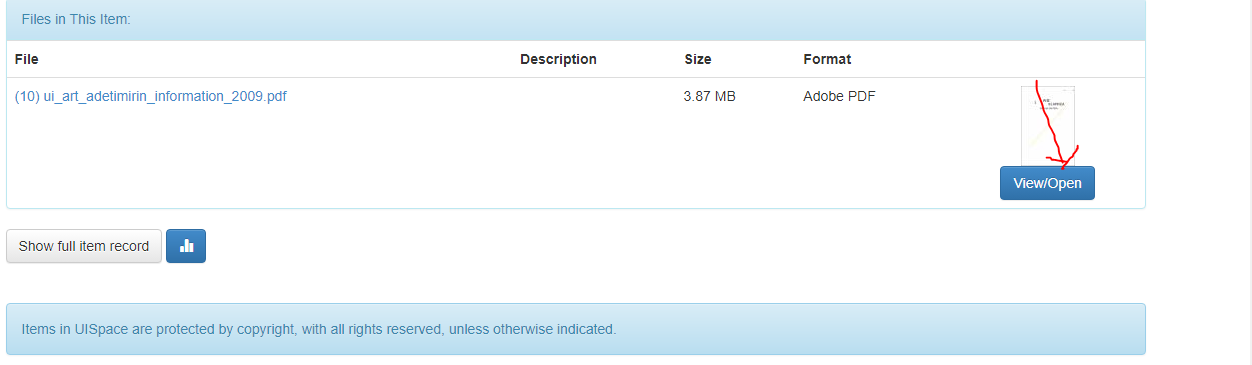 Files in This Item:
File Description Size Format
(10) ui_art_adetimirin_information_2009.pdf 3.87 MB Adobe PDF
View/Open
Show full item record
Items in UISpace are protected by copyright, with all rights reserved, unless otherwise indicated.